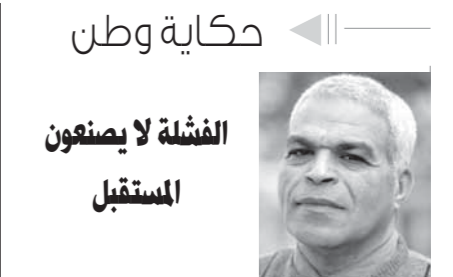 حكاية وطن
الفشلة لا يصنعون
المستقبل